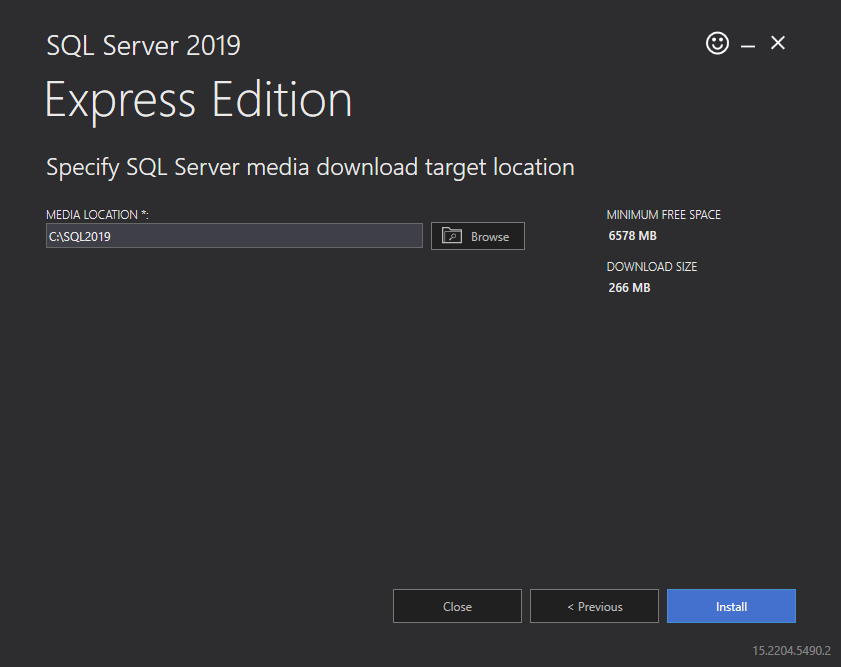 SQL Server 2019
Express Edition
Specify SQL Server media download target location
MEDIA LOCATION *:
C:\SQL2019
Browse
MINIMUM FREE SPACE
6578 MB
DOWNLOAD SIZE
266 MB
Close
< Previous
Install
15.2204.5490.2